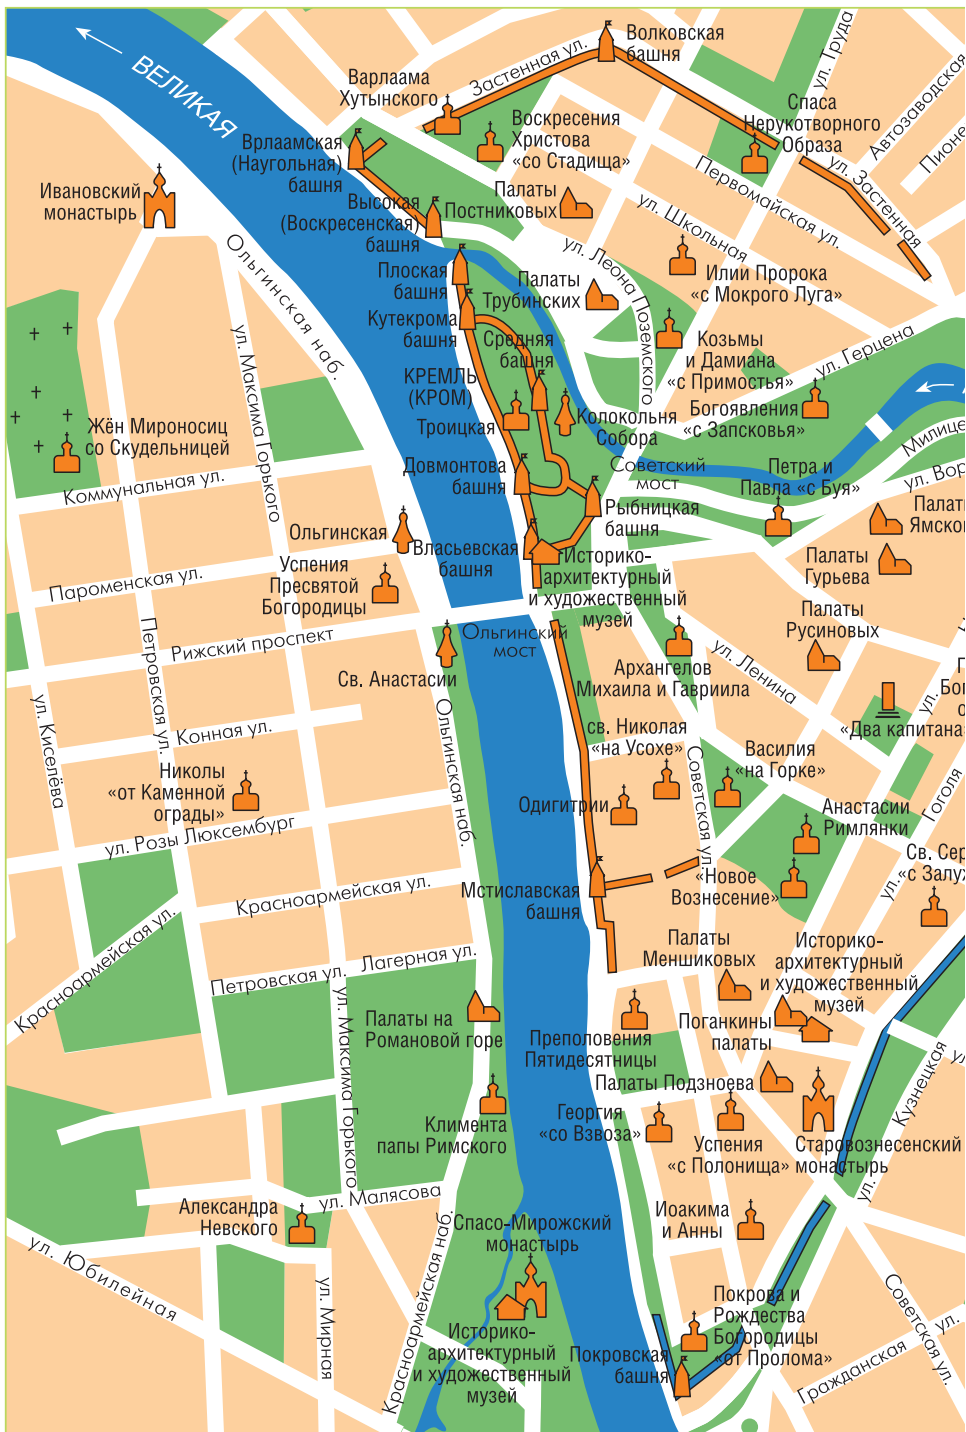 ВЕЛИКАЯ
Волковская
башня
Застенная ул.
ул. Труда
Автозаводская
Варлаама
Хутынского
Воскресения
Христова
«со Стадища»
Спаса
Нерукотворного
Образа
Врлаамская
(Наугольная)
башня
Ивановский
монастырь
Высокая
(Воскресенская)
башня
Палаты
Постниковых
Первомайская ул.
ул. Застенная
ул. Школьная
Ольгинская наб.
Плоская
башня
ул. Леона Поземского
Палаты
Трубинских
Илии Пророка
«с Мокрого Луга»
Кутекрома
башня
Средняя
башня
Козьмы
и Дамиана
«с Примостья»
ул. Герцена
ул. Максима Горького
КРЕМЛЬ
(КРОМ)
Троицкая
Колокольня
Собора
Богоявления
«с Запсковья»
Жён Мироносиц
со Скудельницей
Довмонтова
башня
Советский
мост
Петра и
Павла «с Буя»
Коммунальная ул.
Рыбницкая
башня
Ольгинская
Власьевская
башня
Историко-
архитектурный
и художественный
музей
Палаты
Гурьева
Успения
Пресвятой
Богородицы
Пароменская ул.
Палаты
Русиновых
Рижский проспект
Ольгинский
мост
Св. Анастасии
Архангелов
Михаила и Гавриила
ул. Ленина
Петровская ул.
ул. Киселёва
Конная ул.
Ольгинская наб.
св. Николая
«на Усохе»
Советская ул.
«Два капитана»
Василия
«на Горке»
Николы
«от Каменной
ограды»
Одигитрии
Анастасии
Римлянки
ул. Гоголя
ул. Розы Люксембург
Мстиславская
башня
«Новое
Вознесение»
Красноармейская ул.
Красноармейская ул.
Палаты
Меншиковых
Историко-
архитектурный
и художественный
музей
Петровская ул.
Лагерная ул.
ул. Максима Горького
Палаты на
Романовой горе
Преполовения
Пятидесятницы
Поганкины
палаты
Палаты Подзноева
ул. Кузнецкая
Климента
папы Римского
Георгия
«со Взвоза»
Успения
«с Полонища»
Старовознесенский
монастырь
ул. Малясова
Александра
Невского
Иоакима
и Анны
Спасо-Мирожский
монастырь
ул. Юбилейная
ул. Мирная
Красноармейская наб.
Историко-
архитектурный
и художественный
музей
Покрова и
Рождества
Богородицы
«от Пролома»
Покровская
башня
Советская ул.
Гражданская ул.